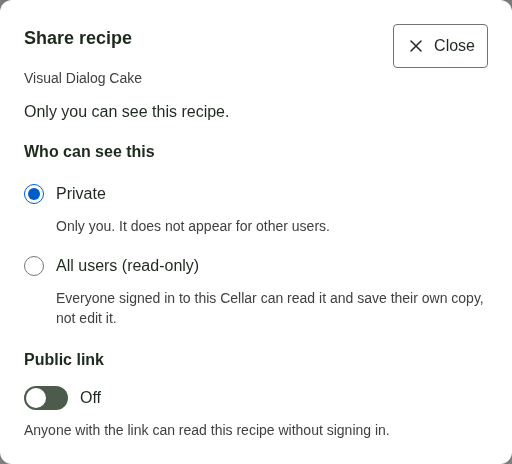 Share recipe
Close
Visual Dialog Cake
Only you can see this recipe.
Who can see this
Private
Only you. It does not appear for other users.
All users (read-only)
Everyone signed in to this Cellar can read it and save their own copy,
not edit it.
Public link
Off
Anyone with the link can read this recipe without signing in.